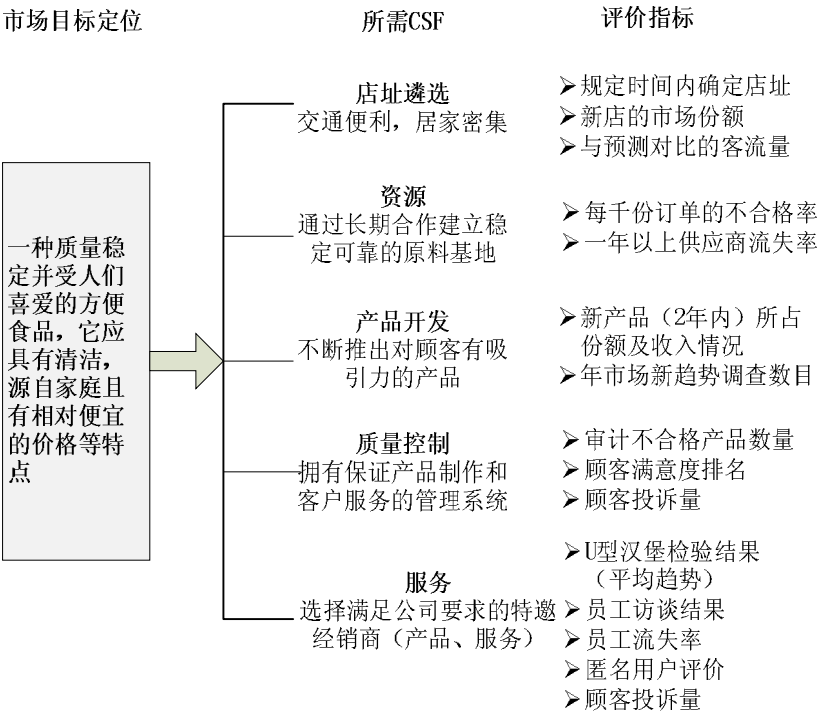 市场目标定位
所需CSF
评价指标
一种质量稳
定并受人们
喜爱的方便
食品，它应
具有清洁，
源自家庭且
有相对便宜
的价格等特
点
店址遴选
交通便利，居家密集
➢规定时间内确定店址
➢新店的市场份额
➢与预测对比的客流量
资源
通过长期合作建立稳
定可靠的原料基地
➢每千份订单的不合格率
➢一年以上供应商流失率
产品开发
不断推出对顾客有吸
引力的产品
➢新产品（2年内）所占
份额及收入情况
➢年市场新趋势调查数目
质量控制
拥有保证产品制作和
客户服务的管理系统
➢审计不合格产品数量
➢顾客满意度排名
➢顾客投诉量
服务
选择满足公司要求的特邀
经销商（产品、服务）
➢U型汉堡检验结果
（平均趋势）
➢员工访谈结果
➢员工流失率
➢匿名用户评价
➢顾客投诉量